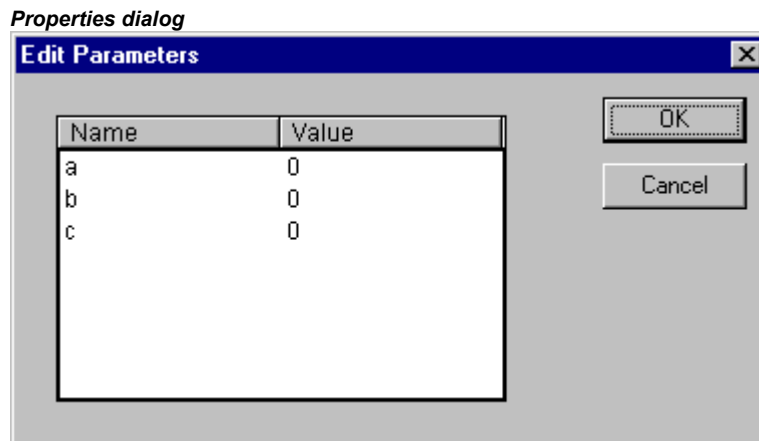 Properties dialog
Edit Parameters
Name Value
a 0
b 0
c 0
OK
Cancel